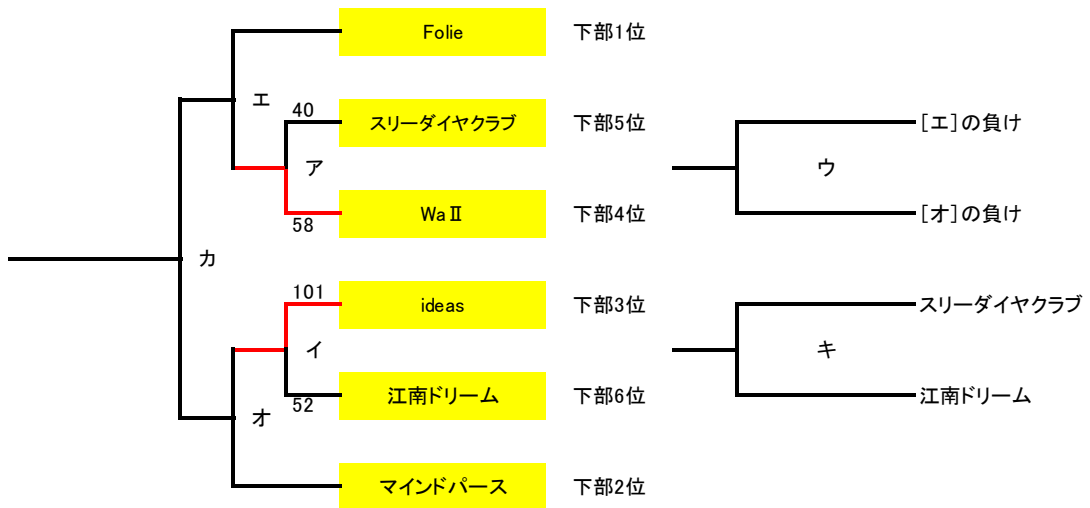 Folie 下部1位
エ
40
スリーダイヤクラブ 下部5位 [エ]の負け
ア ウ
WaⅡ 下部4位 [オ]の負け
58
カ
101
ideas 下部3位 スリーダイヤクラブ
イ キ
江南ドリーム 下部6位 江南ドリーム
52
オ
マインドパース 下部2位